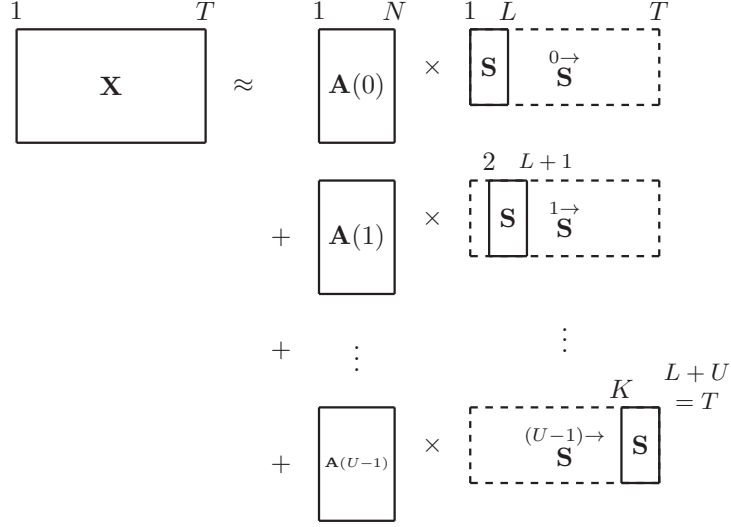 1 T 1 N 1 L T
X ≈ A(0) × S 0→S
2 L + 1
+ A(1) × S 1→S
+ ⋮ ⋮
K L + U = T
+ A(U−1) × (U−1)→S S